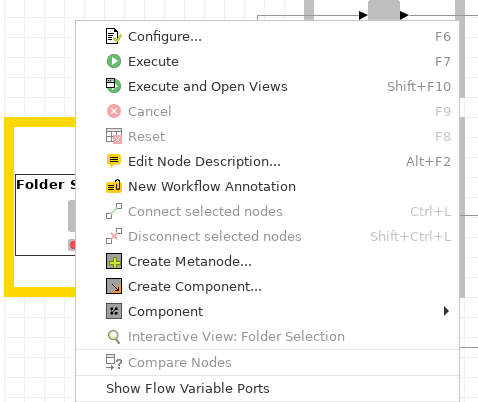 Configure... F6
Execute F7
Execute and Open Views Shift+F10
Cancel F9
Reset F8
Edit Node Description... Alt+F2
New Workflow Annotation
Folder S
Connect selected nodes Ctrl+L
Disconnect selected nodes Shift+Ctrl+L
Create Metanode...
Create Component...
Component
Interactive View: Folder Selection
Compare Nodes
Show Flow Variable Ports